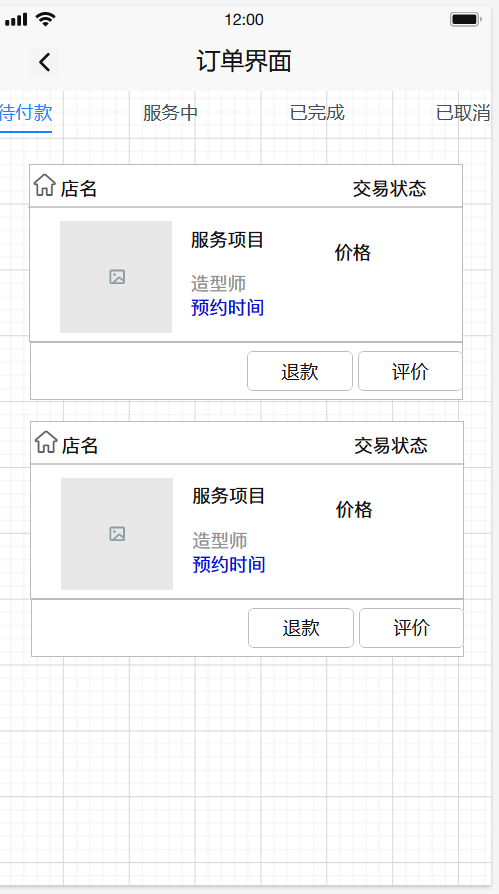 12:00
订单界面
待付款 服务中 已完成 已取消
店名 交易状态
服务项目
价格
造型师
预约时间
退款 评价
店名 交易状态
服务项目
价格
造型师
预约时间
退款 评价